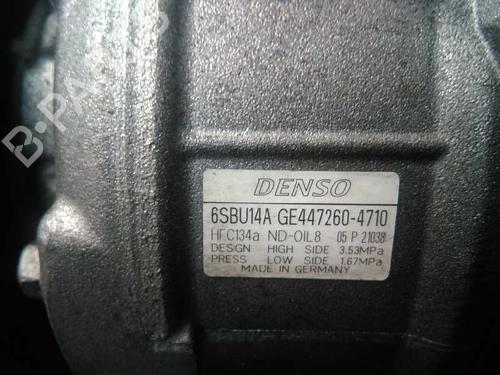 B-PARTS
DENSO
6SBU14A GE447260-4710
HFC134a ND-OIL8 05 P 21038
DESGN HIGH SIDE 3.53MPa
PRESS LOW SIDE 1.67MPa
MADE IN GERMANY